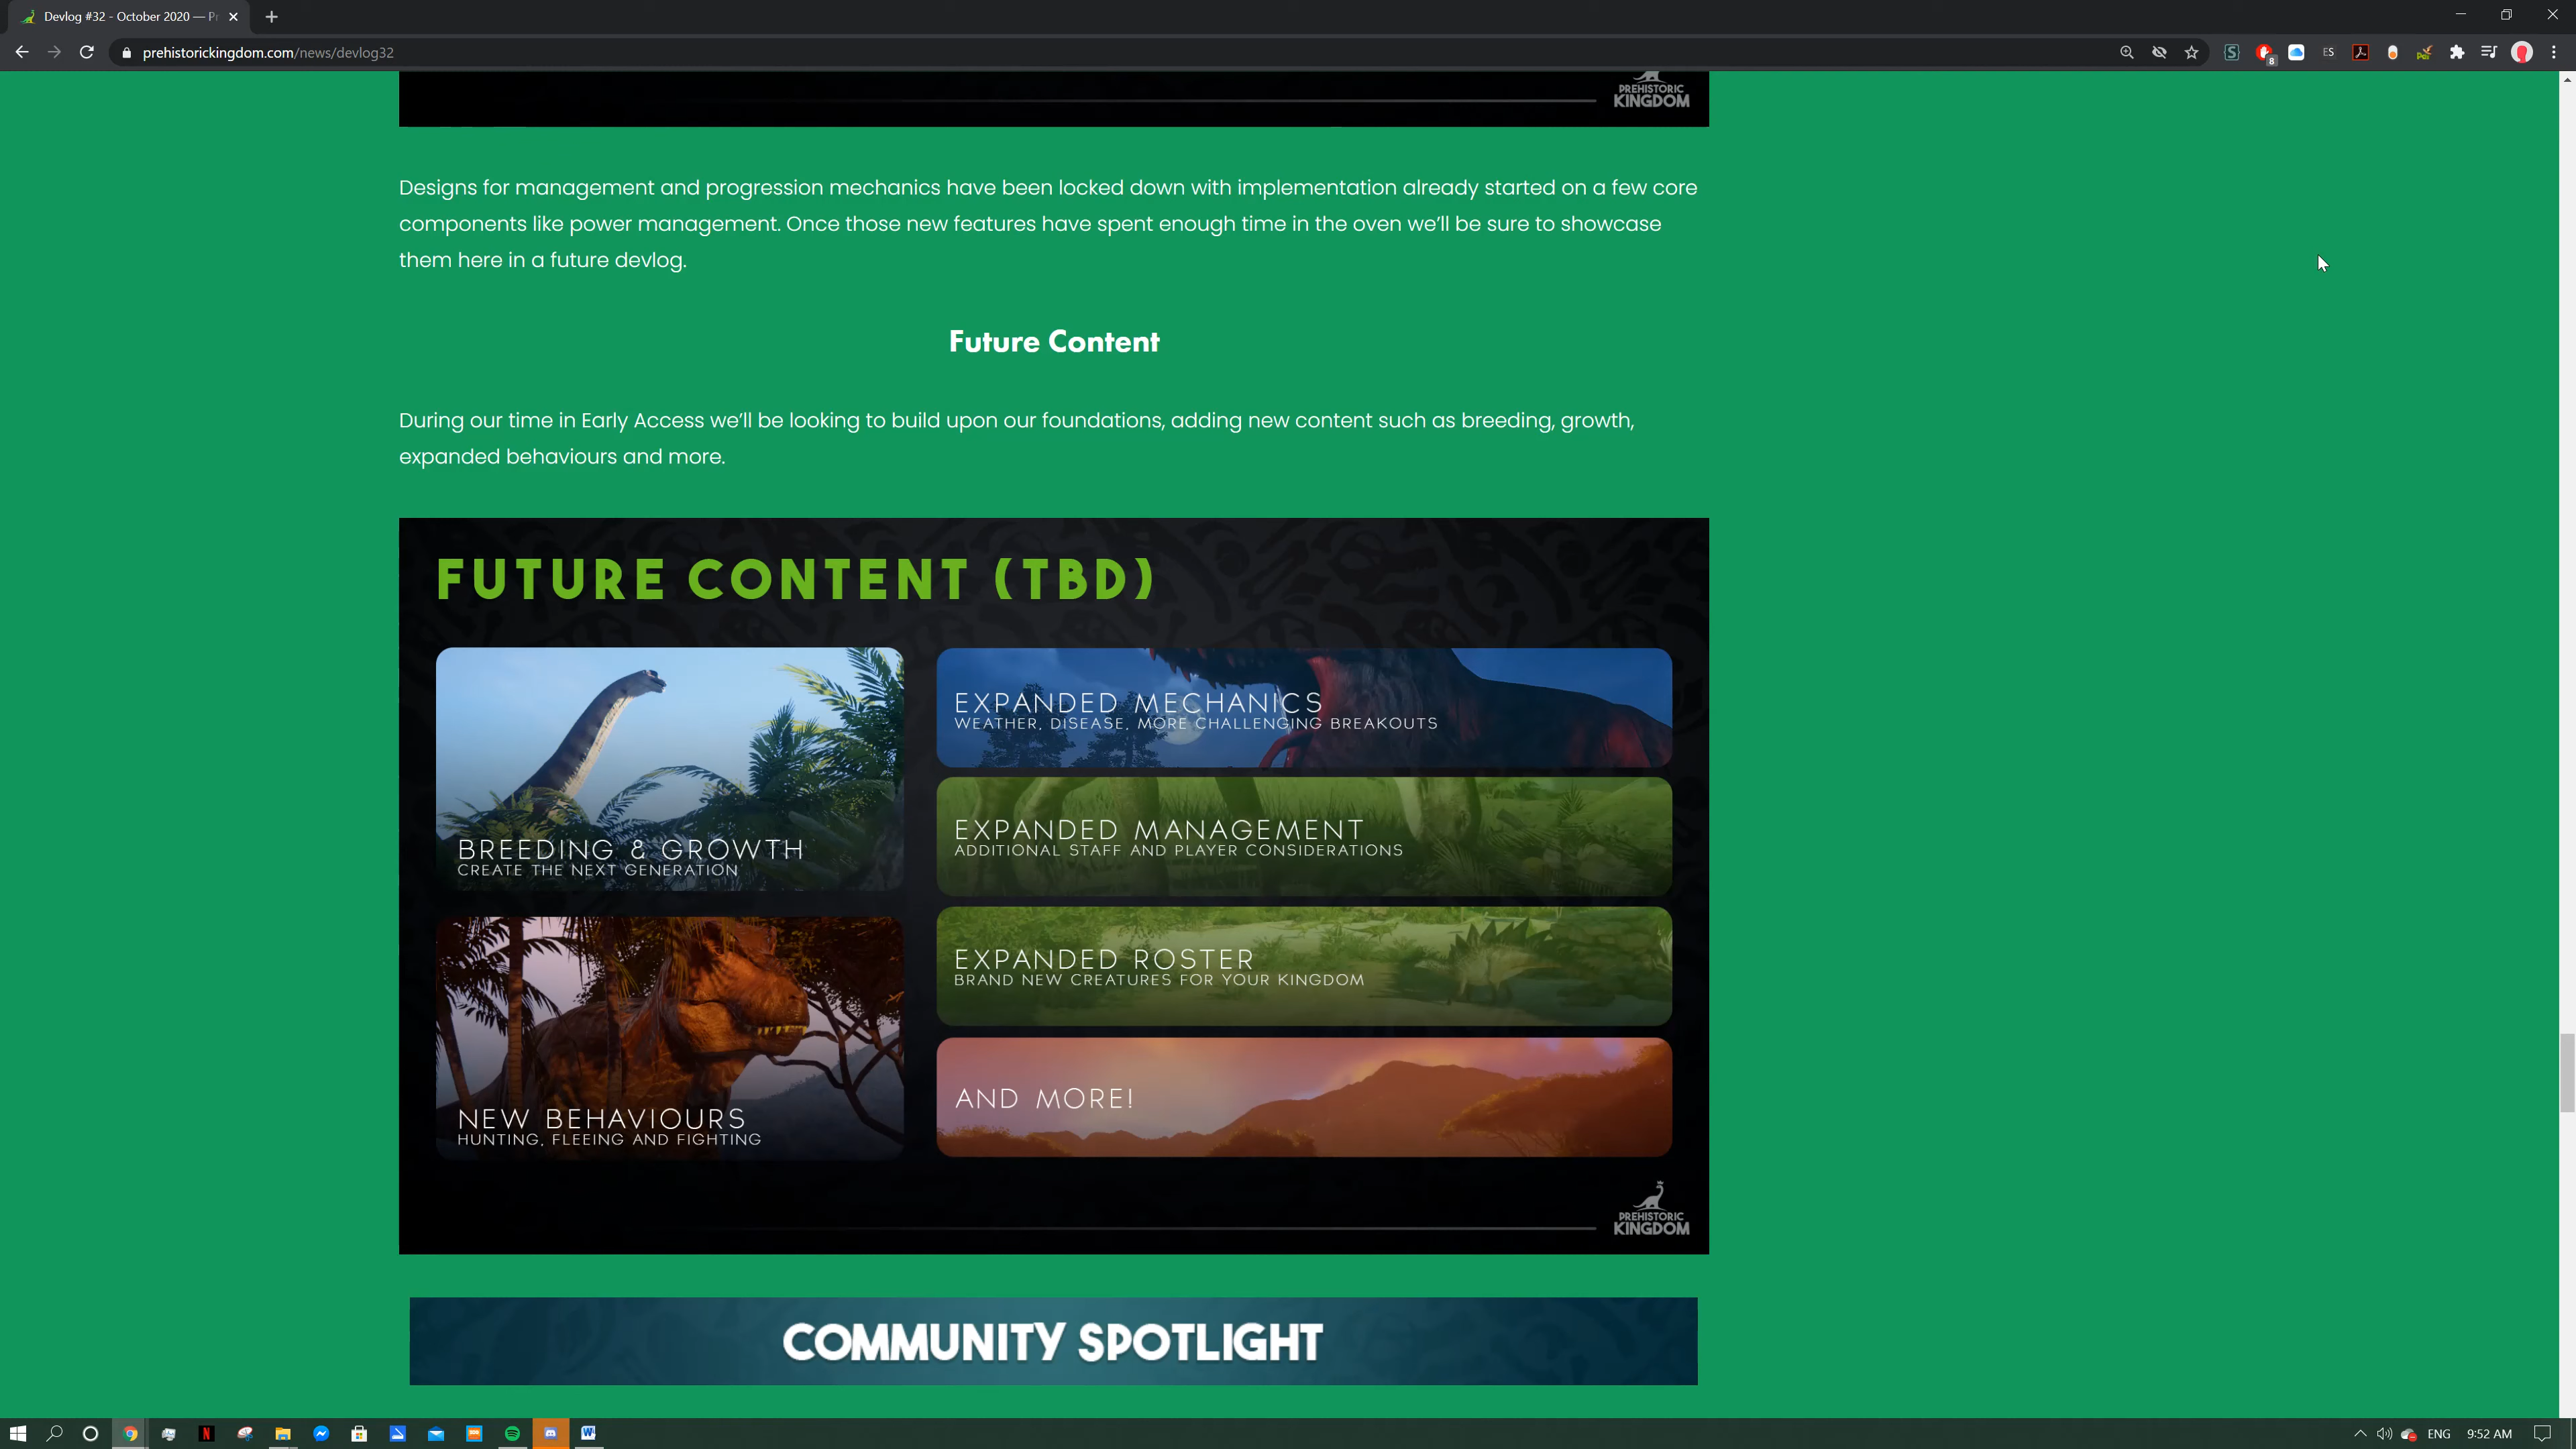 Devlog #32 - October 2020 — Pr
prehistorickingdom.com/news/devlog32
8
ES
PREHISTORIC
KINGDOM
Designs for management and progression mechanics have been locked down with implementation already started on a few core
components like power management. Once those new features have spent enough time in the oven we'll be sure to showcase
them here in a future devlog.
Future Content
During our time in Early Access we'll be looking to build upon our foundations, adding new content such as breeding, growth,
expanded behaviours and more.
FUTURE CONTENT (TBD)
BREEDING & GROWTH
CREATE THE NEXT GENERATION
NEW BEHAVIOURS
HUNTING, FLEEING AND FIGHTING
EXPANDED MECHANICS
WEATHER, DISEASE, MORE CHALLENGING BREAKOUTS
EXPANDED MANAGEMENT
ADDITIONAL STAFF AND PLAYER CONSIDERATIONS
EXPANDED ROSTER
BRAND NEW CREATURES FOR YOUR KINGDOM
AND MORE!
PREHISTORIC
KINGDOM
COMMUNITY SPOTLIGHT
ENG
9:52 AM